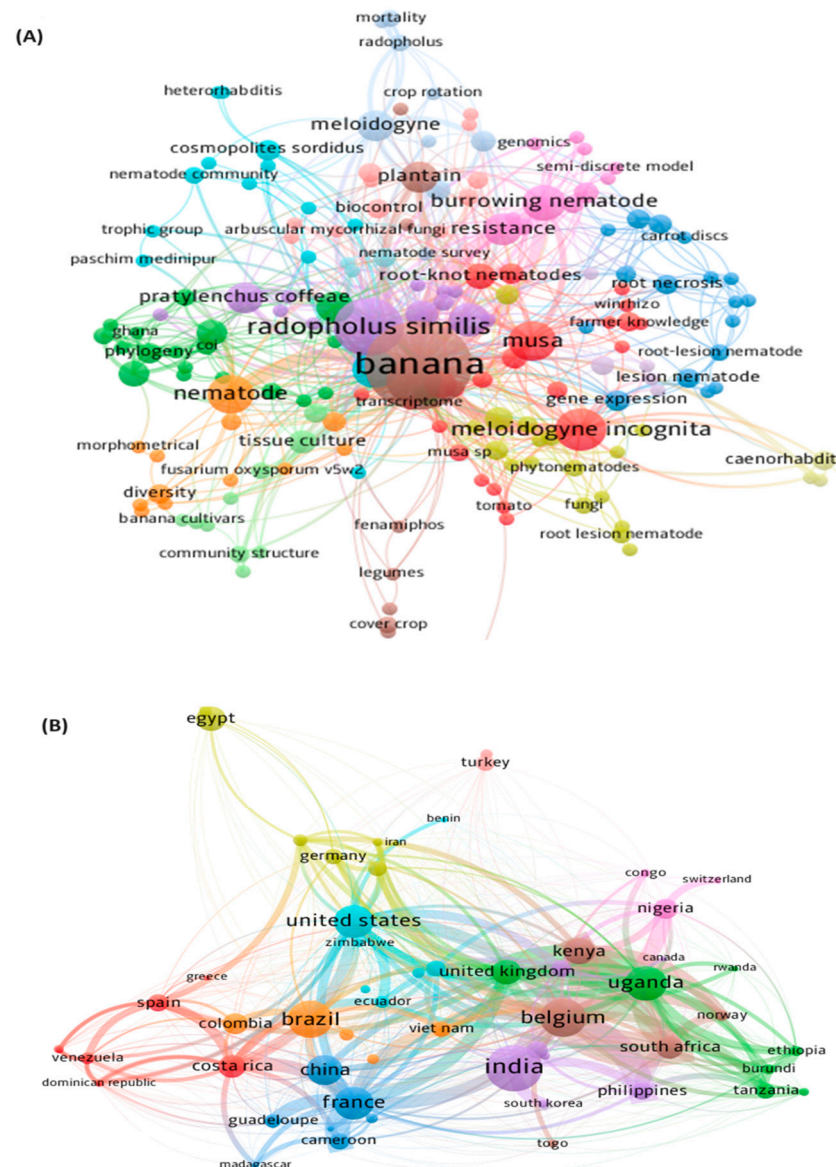 (A)
mortality
radopholus
heterorhabditis
crop rotation
meloidogyne
cosmopolites sordidus
genomics
nematode community
plantain
semi-discrete model
burrowing nematode
biocontrol
trophic group
arbuscular mycorrhizal fungi
resistance
carrot discs
paschim medinipur
nematode survey
root-knot nematodes
root necrosis
pratylenchus coffeae
winrhizo
ghana
radopholus similis
farmer knowledge
phylogeny
coi
musa
root-lesion nematode
banana
lesion nematode
nematode
transcriptome
gene expression
tissue culture
meloidogyne incognita
morphometrical
musa sp
caenorhabdit
fusarium oxysporum v5w2
phytonematodes
diversity
tomato
fungi
banana cultivars
fenamiphos
root lesion nematode
community structure
legumes
cover crop
(B)
egypt
turkey
benin
iran
germany
congo
switzerland
nigeria
united states
zimbabwe
kenya
canada
greece
united kingdom
uganda
rwanda
spain
ecuador
colombia
brazil
viet nam
belgium
norway
venezuela
costa rica
south africa
ethiopia
dominican republic
china
india
burundi
france
south korea
philippines
tanzania
guadeloupe
cameroon
togo
madagascar